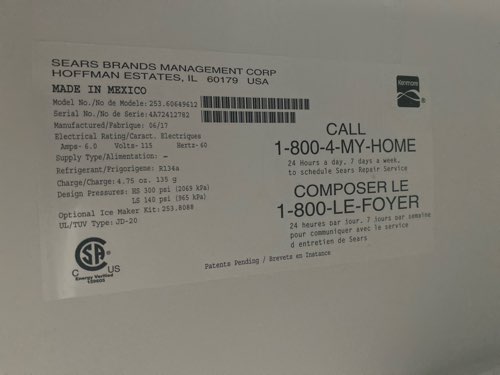 SEARS BRANDS MANAGEMENT CORP
HOFFMAN ESTATES, IL 60179 USA
MADE IN MEXICO
Model No./No de Modele: 253.60649612
Serial No./No de Serie: 4A72412782
Manufactured/Fabrique: 06/17
Electrical Rating/Caract. Electriques
Amps- 6.0 Volts- 115 Hertz- 60
Supply Type/Alimentation: -
Refrigerant/Frigorigene: R134a
Charge/Charge: 4.75 oz. 135 g
Design Pressures: HS 300 psi (2069 kPa)
LS 140 psi (965 kPa)
Optional Ice Maker Kit: 253.8088
UL/TUV Type: JD-20
CSA
C US
Energy Verified
Kenmore
®
CALL
1-800-4-MY-HOME
24 Hours a day, 7 days a week,
to schedule Sears Repair Service
COMPOSER LE
1-800-LE-FOYER
24 heures par jour, 7 jours par semaine
pour communiquer avec le service
d entretien de Sears
Patents Pending / Brevets en Instance